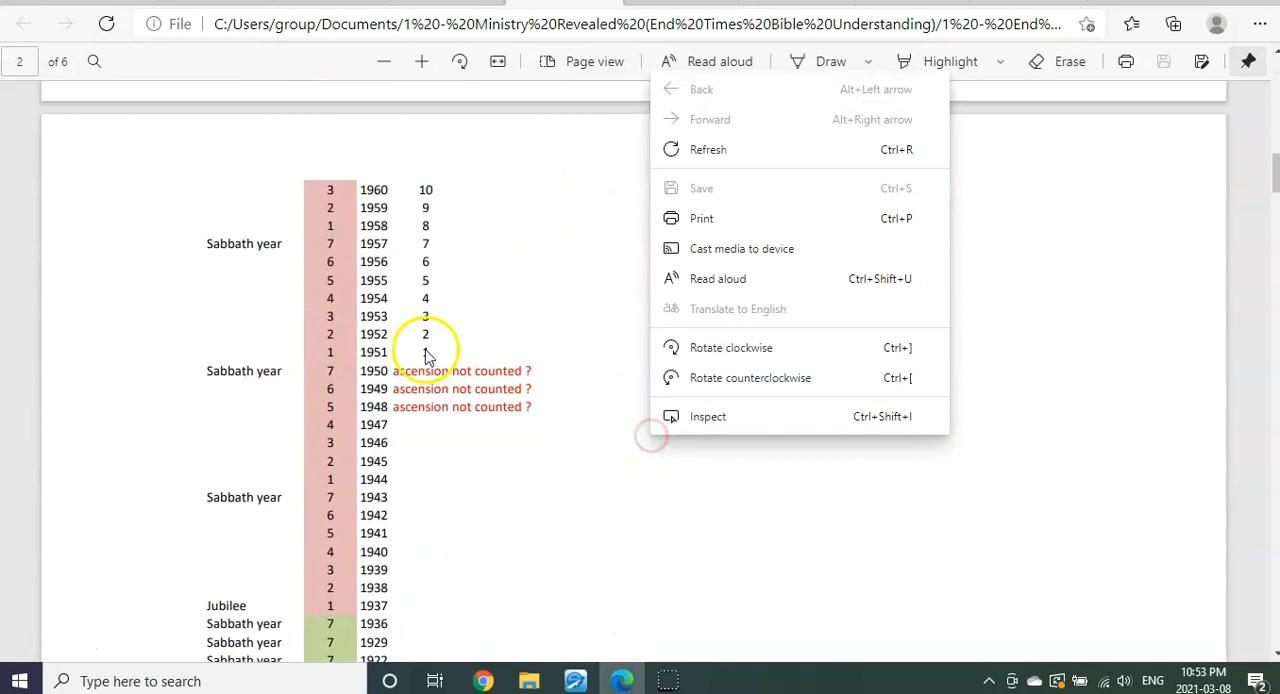 File C:/Users/group/Documents/1%20-%20Ministry%20Revealed%20(End%20Times%20Bible%20Understanding)/1%20-%20End%...
2 of 6 Page view Read aloud Draw Highlight Erase
Back Alt+Left arrow
Forward Alt+Right arrow
Refresh Ctrl+R
Save Ctrl+S
Print Ctrl+P
Cast media to device
Read aloud Ctrl+Shift+U
Translate to English
Rotate clockwise Ctrl+]
Rotate counterclockwise Ctrl+[
Inspect Ctrl+Shift+I
3 1960 10
2 1959 9
1 1958 8
Sabbath year 7 1957 7
6 1956 6
5 1955 5
4 1954 4
3 1953 3
2 1952 2
1 1951 1
Sabbath year 7 1950 ascension not counted ?
6 1949 ascension not counted ?
5 1948 ascension not counted ?
4 1947
3 1946
2 1945
1 1944
Sabbath year 7 1943
6 1942
5 1941
4 1940
3 1939
2 1938
Jubilee 1 1937
Sabbath year 7 1936
Sabbath year 7 1929
Sabbath year 7 1922
Type here to search
ENG
10:53 PM
2021-03-08
2